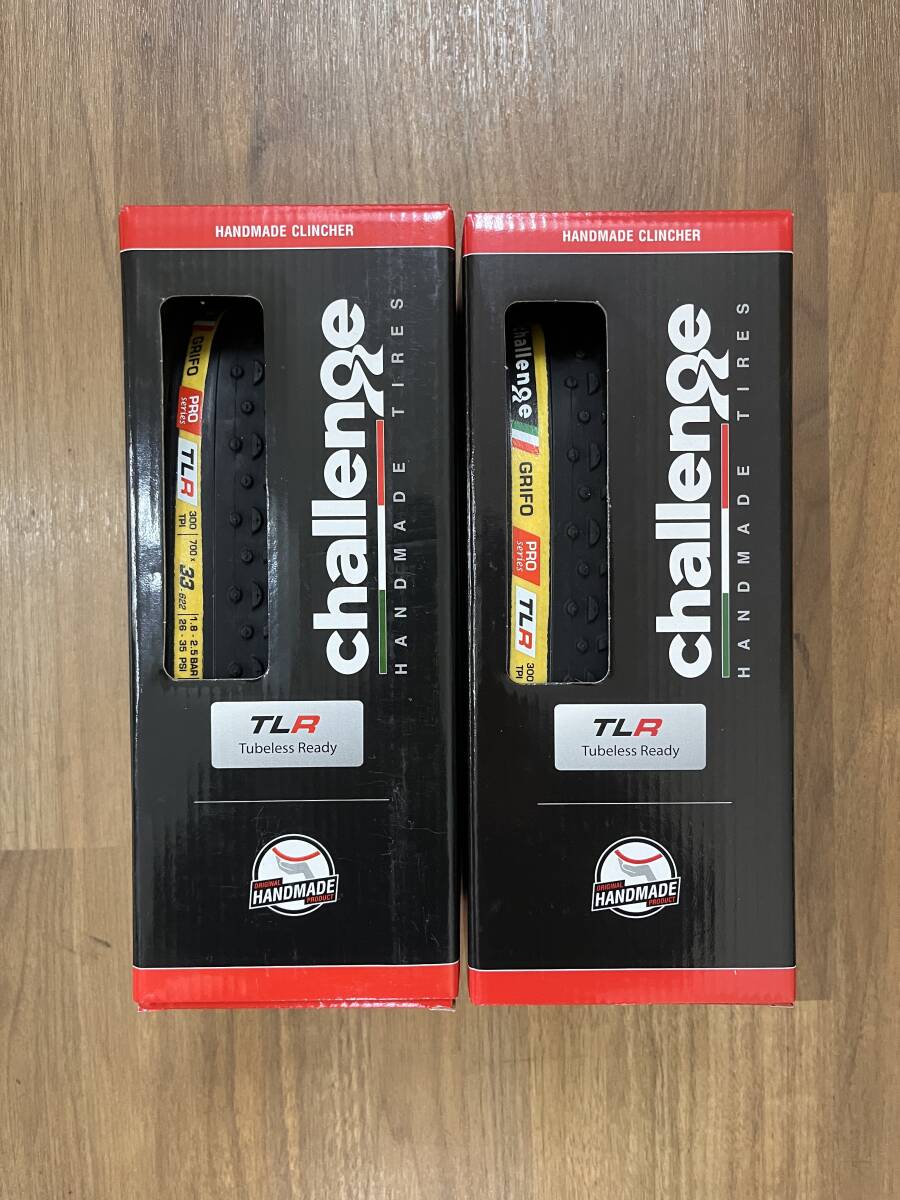 HANDMADE CLINCHER
GRIFO
PRO
series
TLR
300
TPI
700 x
33-622
1.8 - 2.5 BAR
26 - 35 PSI
challenge
HANDMADE TIRES
TLR
Tubeless Ready
ORIGINAL
HANDMADE
PRODUCT
HANDMADE CLINCHER
challenge
GRIFO
PRO
series
TLR
300
TPI
challenge
HANDMADE TIRES
TLR
Tubeless Ready
ORIGINAL
HANDMADE
PRODUCT